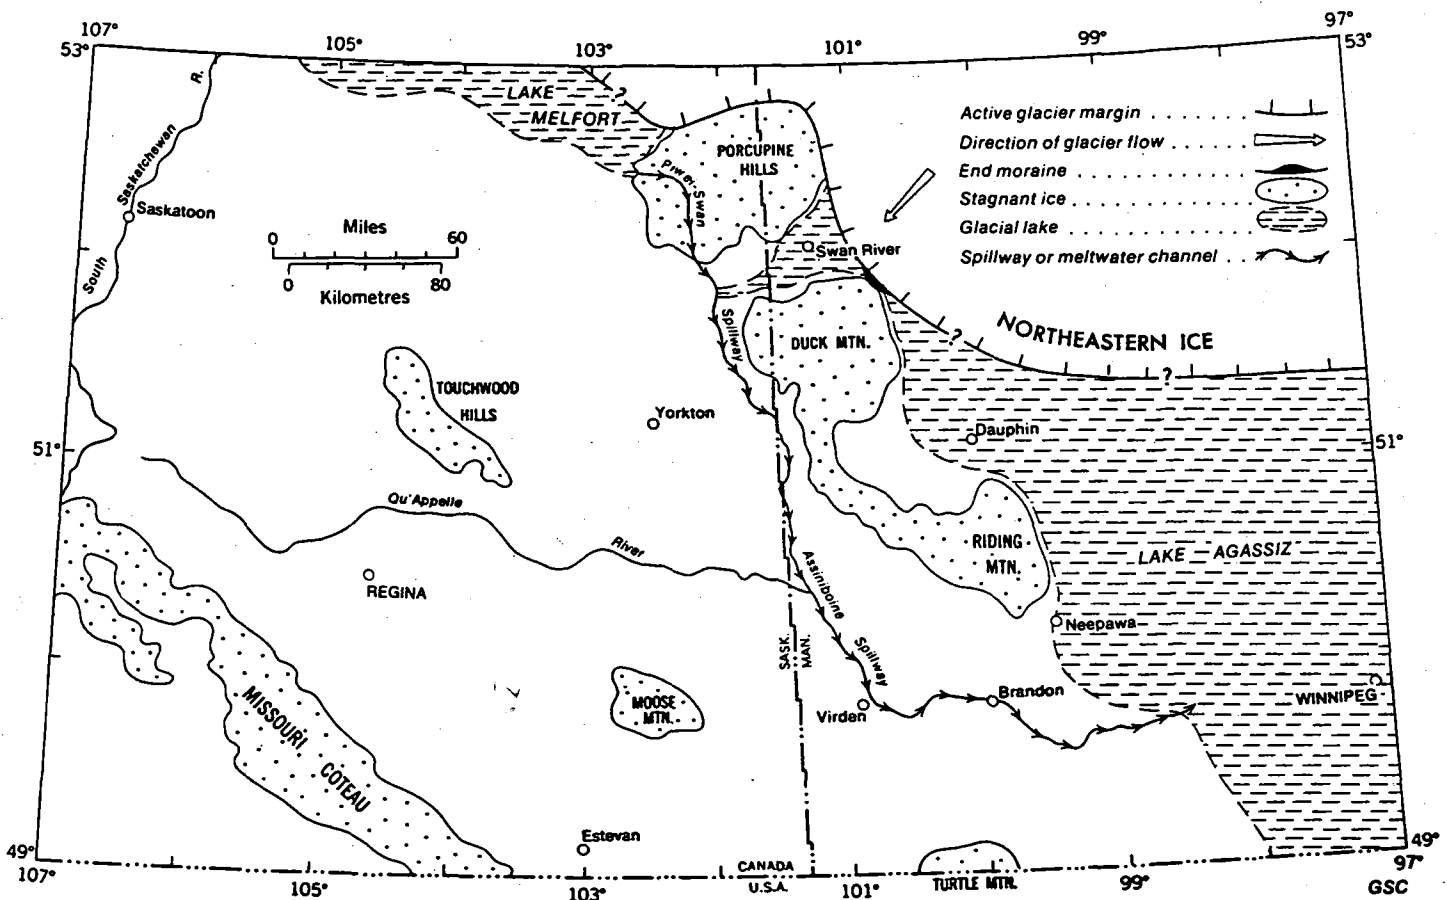 107°
105°
103°
101°
99°
97°
53°
53°
LAKE
MELFORT
?
PORCUPINE
HILLS
Active glacier margin
Direction of glacier flow
End moraine
Stagnant ice
Glacial lake
Spillway or meltwater channel
South
Saskatchewan
R.
Saskatoon
Miles
0 60
0 80
Kilometres
Piwei-Swan
Spillway
Swan River
DUCK MTN.
?
NORTHEASTERN ICE
?
TOUCHWOOD
HILLS
Yorkton
Dauphin
51°
51°
Qu'Appelle
River
REGINA
RIDING
MTN.
LAKE AGASSIZ
Assiniboine
Spillway
Neepawa
SASK.
MAN.
MISSOURI
COTEAU
MOOSE
MTN.
Virden
Brandon
WINNIPEG
Estevan
49°
49°
CANADA
U.S.A.
TURTLE MTN.
107°
105°
103°
101°
99°
97°
GSC